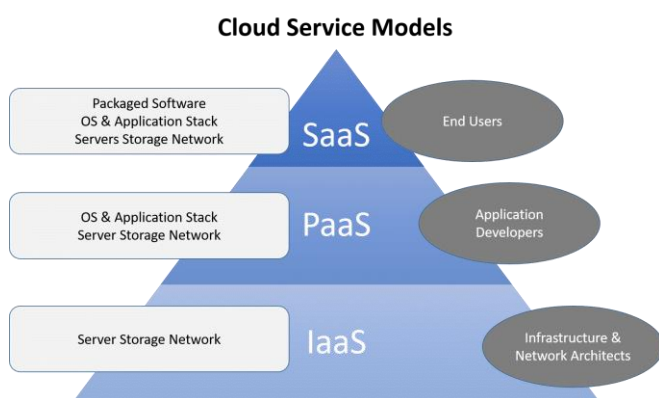 Cloud Service Models
Packaged Software
OS & Application Stack
Servers Storage Network
SaaS
End Users
OS & Application Stack
Server Storage Network
PaaS
Application
Developers
Server Storage Network
IaaS
Infrastructure &
Network Architects